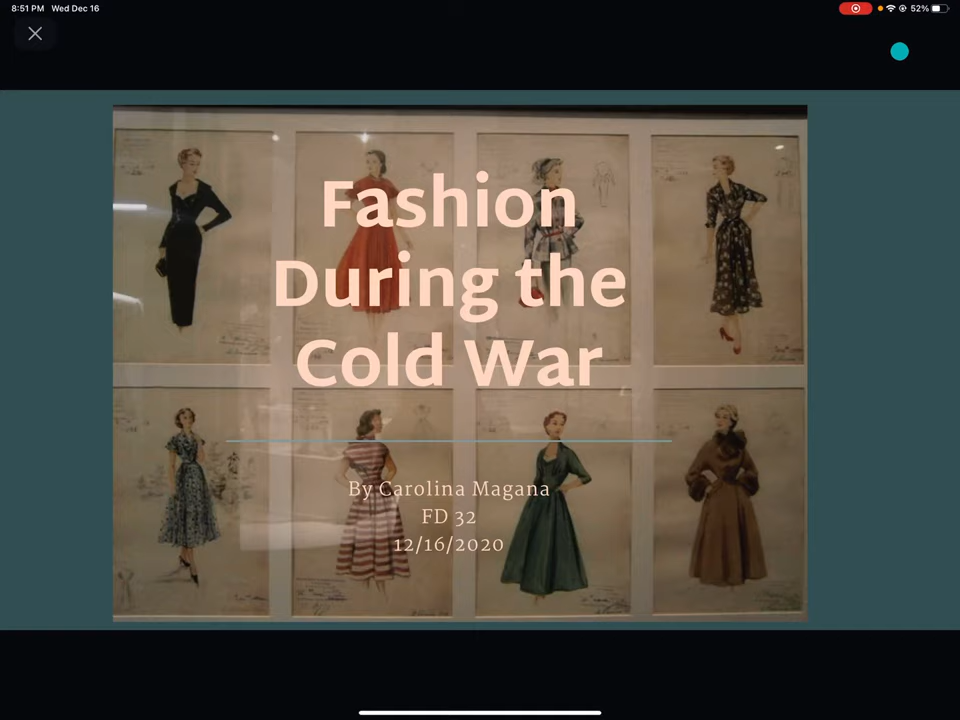 8:51 PM Wed Dec 16
52%
Fashion
During the
Cold War
By Carolina Magana
FD 32
12/16/2020